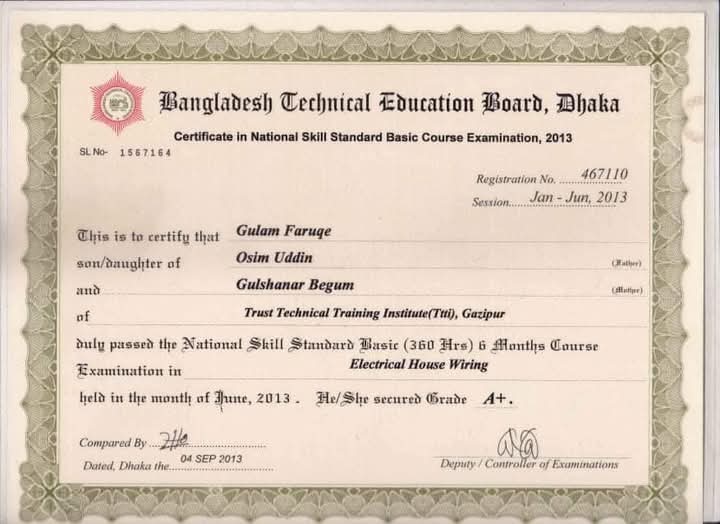 Bangladesh Technical Education Board, Dhaka
Certificate in National Skill Standard Basic Course Examination, 2013
SL No- 1567164
Registration No. ......... 467110
Session..... Jan - Jun, 2013
This is to certify that Gulam Faruqe
son/daughter of Osim Uddin (Father)
and Gulshanar Begum (Mother)
of Trust Technical Training Institute(Ttti), Gazipur
duly passed the National Skill Standard Basic (360 Hrs) 6 Months Course
Examination in Electrical House Wiring
held in the month of June, 2013 . He/She secured Grade A+.
Compared By
Dated, Dhaka the 04 SEP 2013
Deputy / Controller of Examinations